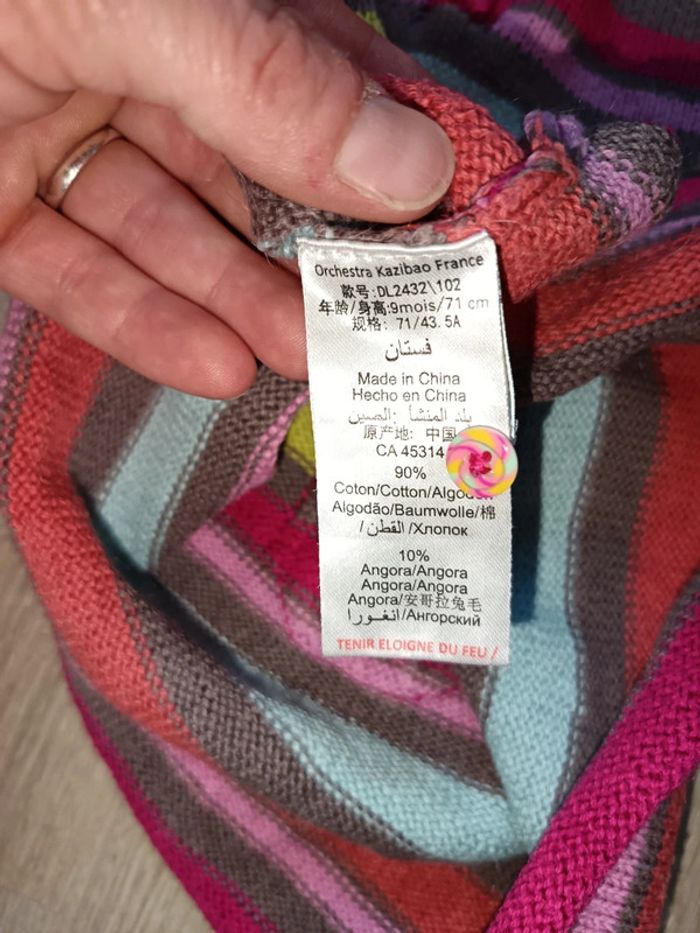 Orchestra Kazibao France
款号:DL2432\102
年龄/身高:9mois/71 cm
规格: 71/43.5A
فستان
Made in China
Hecho en China
بلد المنشأ: الصين
原产地: 中国
CA 45314
90%
Coton/Cotton/Algodon
Algodão/Baumwolle/棉
/القطن /Хлопок
10%
Angora/Angora
Angora/Angora
Angora/安哥拉兔毛
انغورا/Ангорский
TENIR ELOIGNE DU FEU /